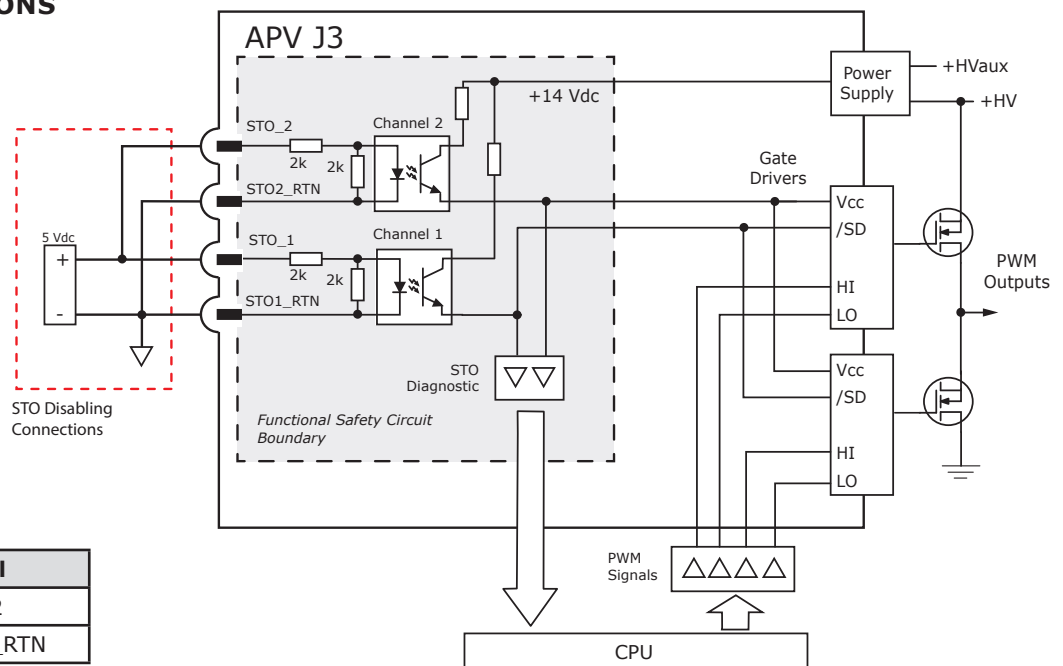 ONS
APV J3
+14 Vdc
Power
Supply
+HVaux
+HV
STO_2
Channel 2
2k
2k
STO2_RTN
Gate
Drivers
Vcc
/SD
5 Vdc
+
-
STO_1
Channel 1
2k
2k
STO1_RTN
HI
LO
PWM
Outputs
STO
Diagnostic
Vcc
/SD
HI
LO
STO Disabling
Connections
Functional Safety Circuit
Boundary
PWM
Signals
CPU
_RTN